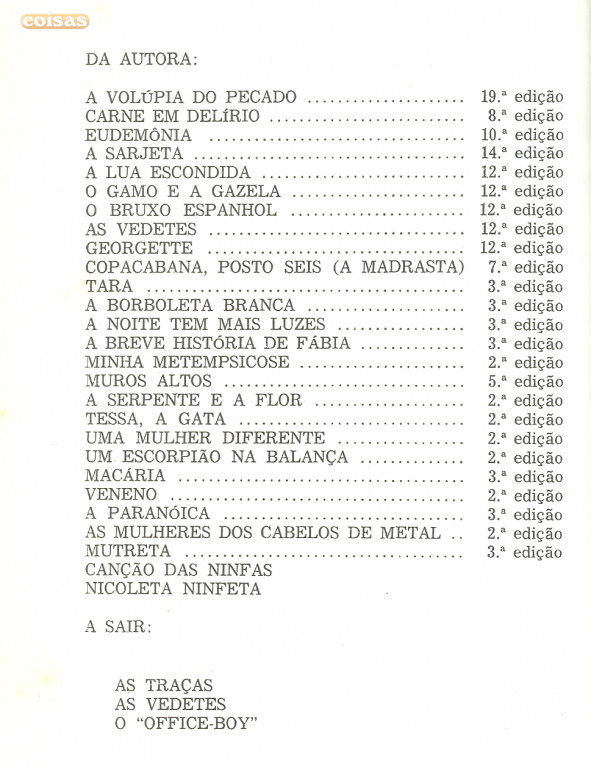 coisas
DA AUTORA:
A VOLÚPIA DO PECADO ..................... 19.ª edição
CARNE EM DELÍRIO .......................... 8.ª edição
EUDEMÔNIA ................................ 10.ª edição
A SARJETA .................................... 14.ª edição
A LUA ESCONDIDA ........................... 12.ª edição
O GAMO E A GAZELA ....................... 12.ª edição
O BRUXO ESPANHOL ....................... 12.ª edição
AS VEDETES .................................. 12.ª edição
GEORGETTE .................................. 12.ª edição
COPACABANA, POSTO SEIS (A MADRASTA) 7.ª edição
TARA .......................................... 3.ª edição
A BORBOLETA BRANCA ..................... 3.ª edição
A NOITE TEM MAIS LUZES ................. 3.ª edição
A BREVE HISTÓRIA DE FÁBIA .............. 3.ª edição
MINHA METEMPSICOSE ...................... 2.ª edição
MUROS ALTOS ................................ 5.ª edição
A SERPENTE E A FLOR .................... 2.ª edição
TESSA, A GATA .............................. 2.ª edição
UMA MULHER DIFERENTE ................. 2.ª edição
UM ESCORPIÃO NA BALANÇA .............. 2.ª edição
MACÁRIA ...................................... 3.ª edição
VENENO ....................................... 2.ª edição
A PARANÓICA ................................ 3.ª edição
AS MULHERES DOS CABELOS DE METAL .. 2.ª edição
MUTRETA ..................................... 3.ª edição
CANÇÃO DAS NINFAS
NICOLETA NINFETA
A SAIR:
AS TRAÇAS
AS VEDETES
O “OFFICE-BOY”